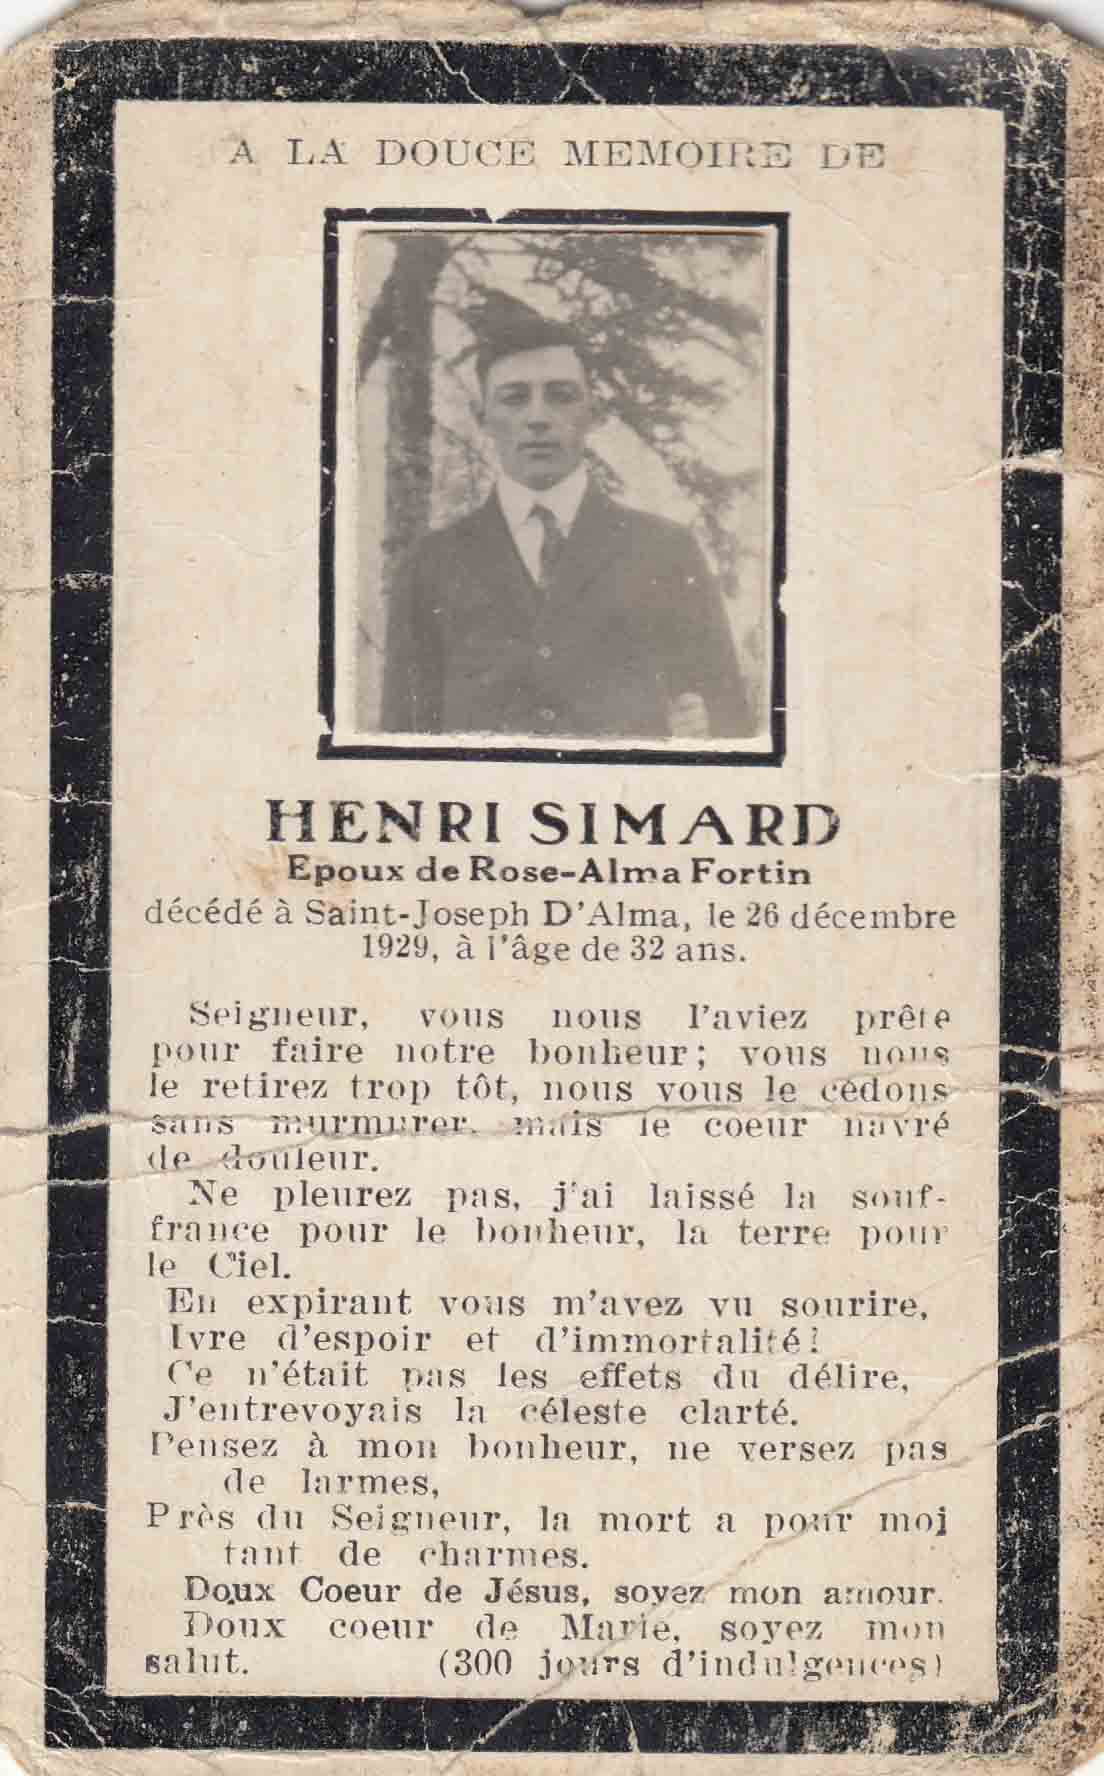 A LA DOUCE MEMOIRE DE
HENRI SIMARD
Epoux de Rose-Alma Fortin
décédé à Saint-Joseph D'Alma, le 26 décembre
1929, à l'âge de 32 ans.
Seigneur, vous nous l'aviez prête
pour faire notre bonheur; vous nous
le retirez trop tôt, nous vous le cédons
sans murmurer, mais le coeur navré
de douleur.
Ne pleurez pas, j'ai laissé la souf-
france pour le bonheur, la terre pour
le Ciel.
En expirant vous m'avez vu sourire,
Ivre d'espoir et d'immortalité!
Ce n'était pas les effets du délire,
J'entrevoyais la céleste clarté.
Pensez à mon bonheur, ne versez pas
de larmes,
Près du Seigneur, la mort a pour moi
tant de charmes.
Doux Coeur de Jésus, soyez mon amour.
Doux coeur de Marie, soyez mon
salut. (300 jours d'indulgences)